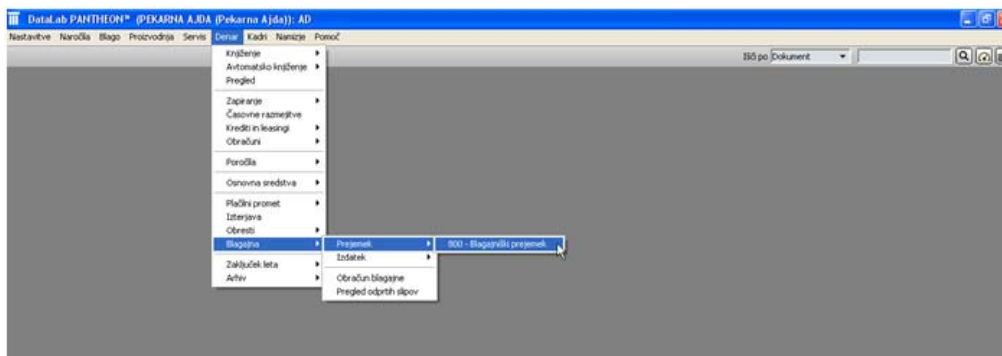 DataLab PANTHEON™ (PEKARNA AJDA (Pekarna Ajda)): AD
Nastavitve Naročila Blago Proizvodnja Servis Denar Kadri Namizje Pomoč
Išči po Dokument
Knjiženje
Avtomatsko knjiženje
Pregled
Zapiranje
Časovne razmejitve
Krediti in leasingi
Obračuni
Poročila
Osnovna sredstva
Plačilni promet
Izterjava
Obresti
Blagajna
Zaključek leta
Arhiv
Prejemek
Izdatek
Obračun blagajne
Pregled odprtih slipov
800 - Blagajniški prejemek